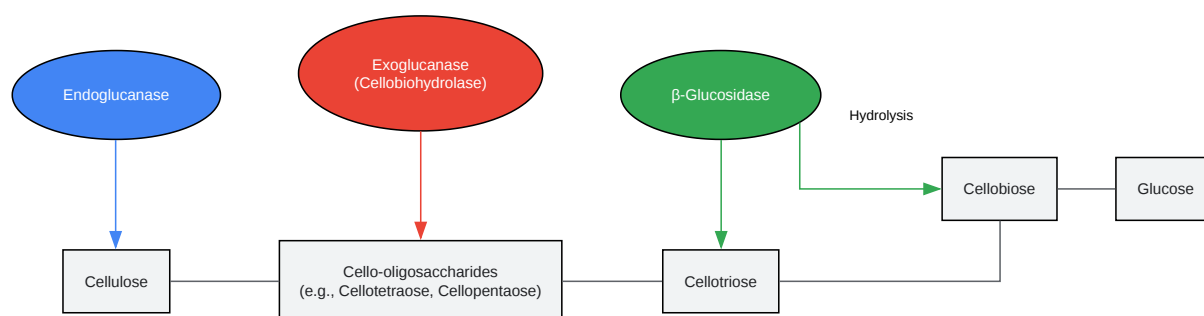 Endoglucanase
Exoglucanase
(Cellobiohydrolase)
β-Glucosidase
Hydrolysis
Cellobiose
Glucose
Cellulose
Cello-oligosaccharides
(e.g., Cellotetraose, Cellopentaose)
Cellotriose